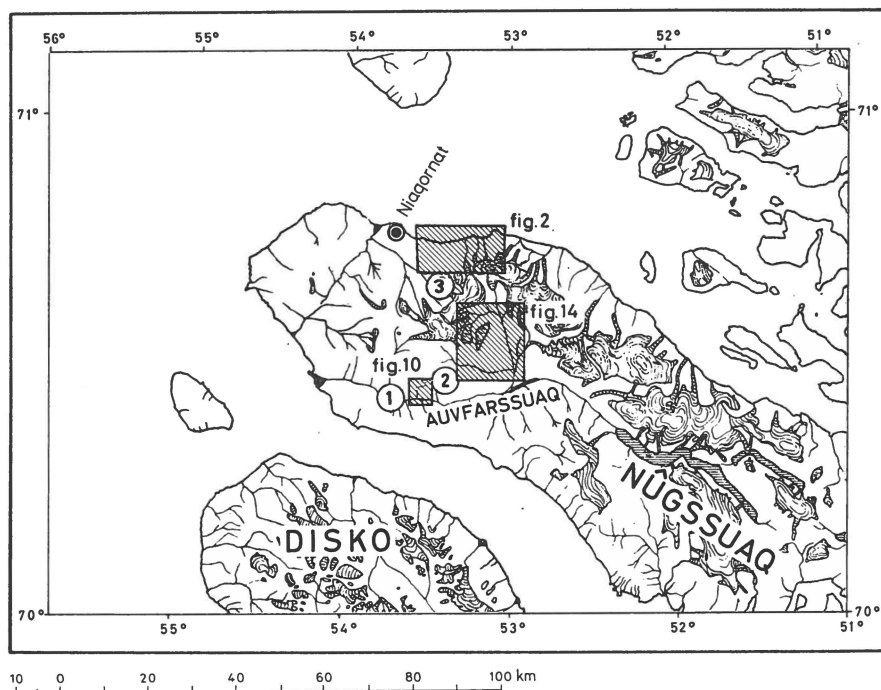 56° 55° 54° 53° 52° 51°
71° 71°
Niaqornat
fig.2
3
fig.14
fig.10
2
1
AUVFARSSUAQ
NÛGSSUAQ
DISKO
70° 70°
55° 54° 53° 52° 51°
10 0 20 40 60 80 100 km